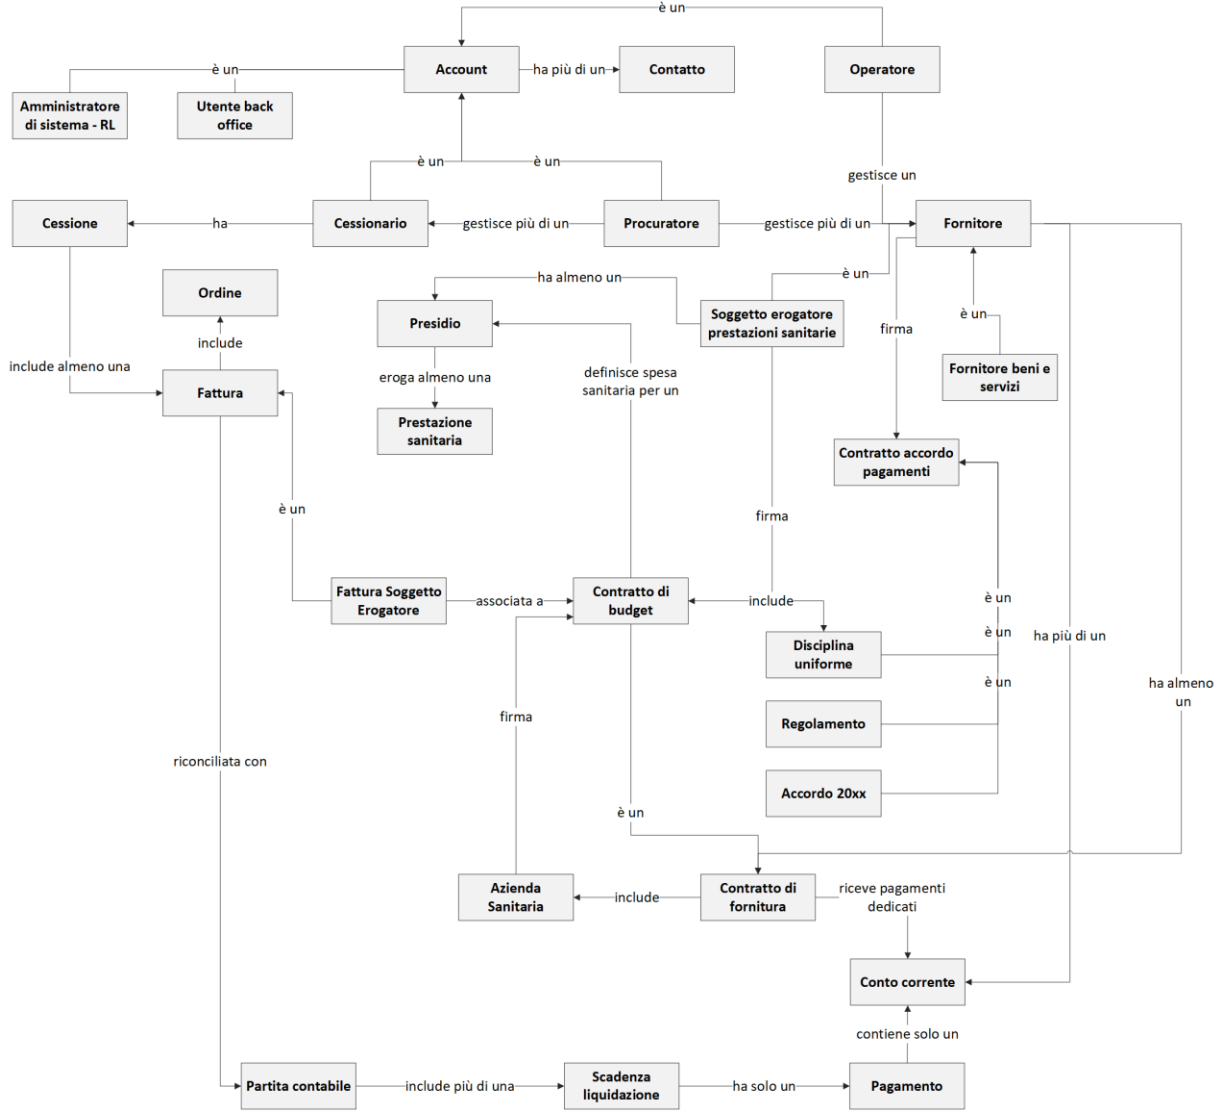 è un
Account
ha più di un
Contatto
Operatore
è un
Amministratore
di sistema - RL
Utente back
office
è un
è un
gestisce un
Cessione
ha
Cessionario
gestisce più di un
Procuratore
gestisce più di un
Fornitore
ha almeno un
è un
Ordine
Presidio
Soggetto erogatore
prestazioni sanitarie
è un
firma
include
include almeno una
eroga almeno una
definisce spesa
sanitaria per un
Fornitore beni e
servizi
Fattura
Prestazione
sanitaria
Contratto accordo
pagamenti
è un
firma
Fattura Soggetto
Erogatore
associata a
Contratto di
budget
include
è un
Disciplina
uniforme
è un
ha più di un
è un
ha almeno
un
firma
Regolamento
riconciliata con
Accordo 20xx
è un
Azienda
Sanitaria
include
Contratto di
fornitura
riceve pagamenti
dedicati
Conto corrente
contiene solo un
Partita contabile
include più di una
Scadenza
liquidazione
ha solo un
Pagamento